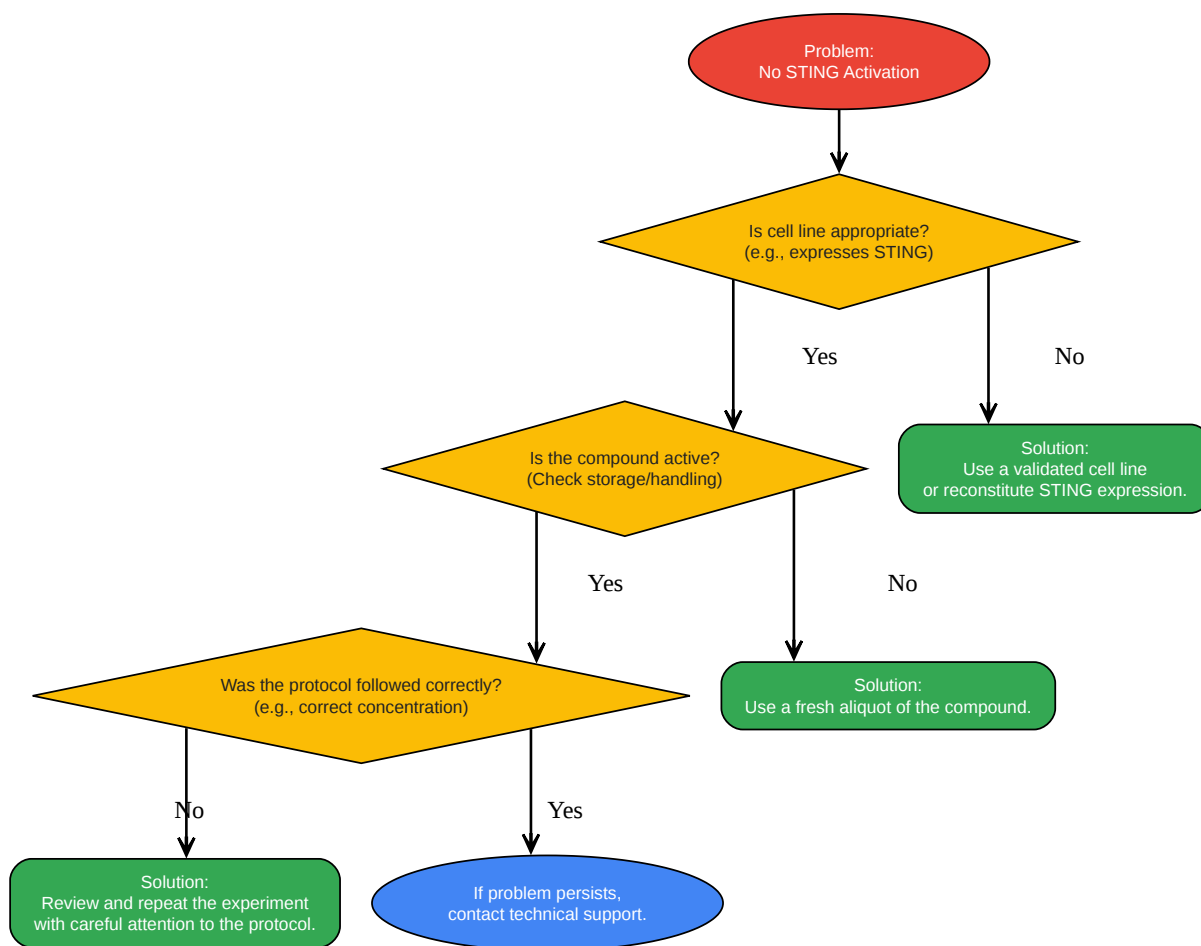 Problem:
No STING Activation
Is cell line appropriate?
(e.g., expresses STING)
Yes
No
Is the compound active?
(Check storage/handling)
Solution:
Use a validated cell line
or reconstitute STING expression.
Yes
No
Was the protocol followed correctly?
(e.g., correct concentration)
Solution:
Use a fresh aliquot of the compound.
No
Yes
Solution:
Review and repeat the experiment
with careful attention to the protocol.
If problem persists,
contact technical support.